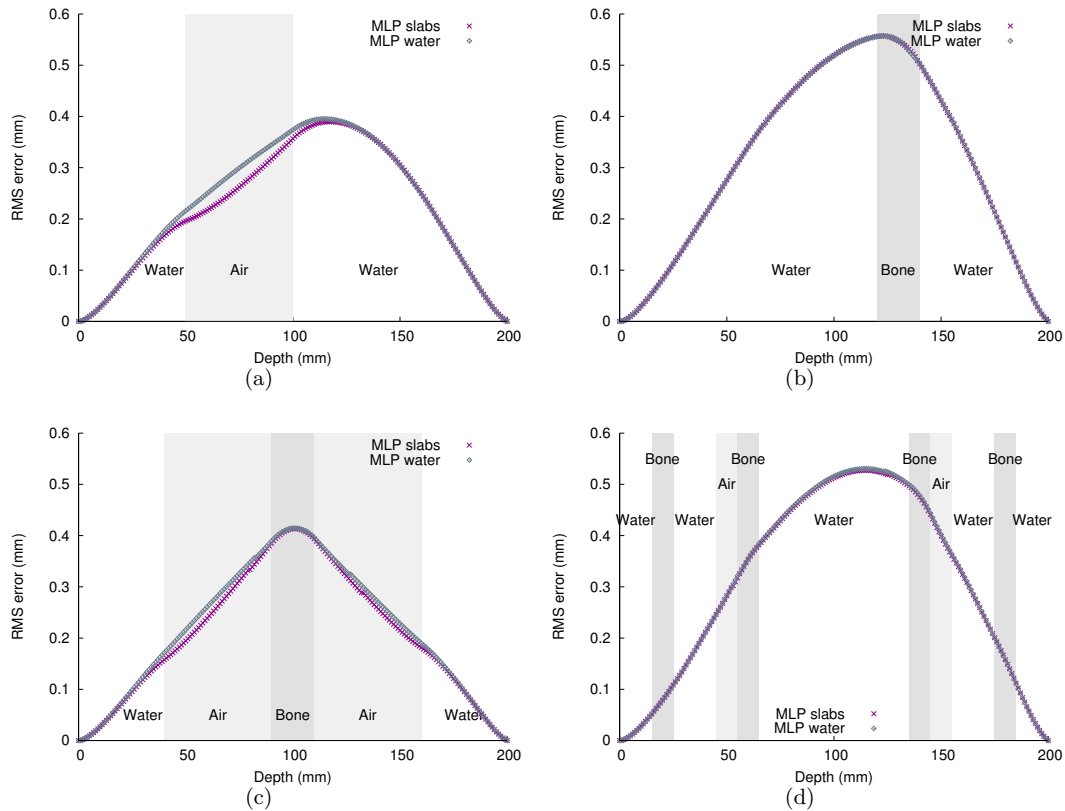 0.6
0.5
0.4
0.3
0.2
0.1
0
RMS error (mm)
MLP slabs
MLP water
Water Air Water
0 50 100 150 200
Depth (mm)
(a)
0.6
0.5
0.4
0.3
0.2
0.1
0
RMS error (mm)
MLP slabs
MLP water
Water Bone Water
0 50 100 150 200
Depth (mm)
(b)
0.6
0.5
0.4
0.3
0.2
0.1
0
RMS error (mm)
MLP slabs
MLP water
Water Air Bone Air Water
0 50 100 150 200
Depth (mm)
(c)
0.6
0.5
0.4
0.3
0.2
0.1
0
RMS error (mm)
Bone Bone Bone Bone
Air Air
Water Water Water Water Water
MLP slabs
MLP water
0 50 100 150 200
Depth (mm)
(d)